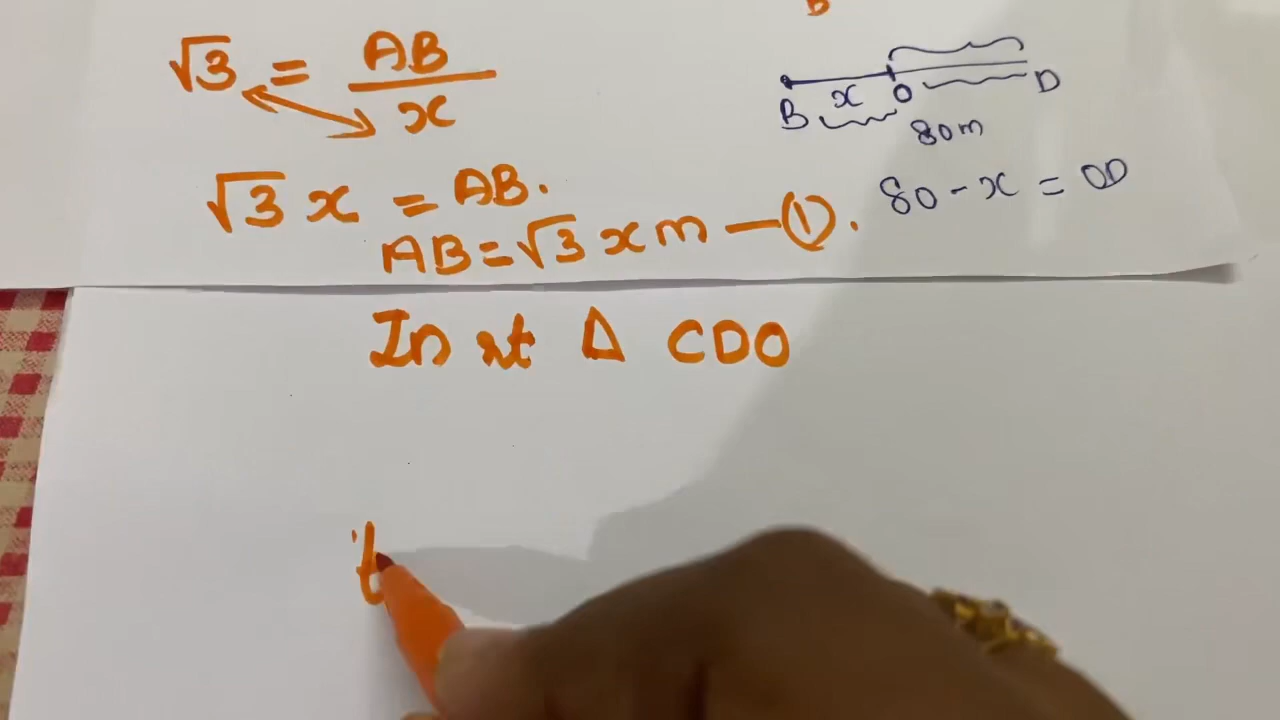 √3 = AB
x
√3 x = AB.
AB = √3 x m — ①.
B
B x O D
80m
80 - x = OD
In rt Δ CDO
t